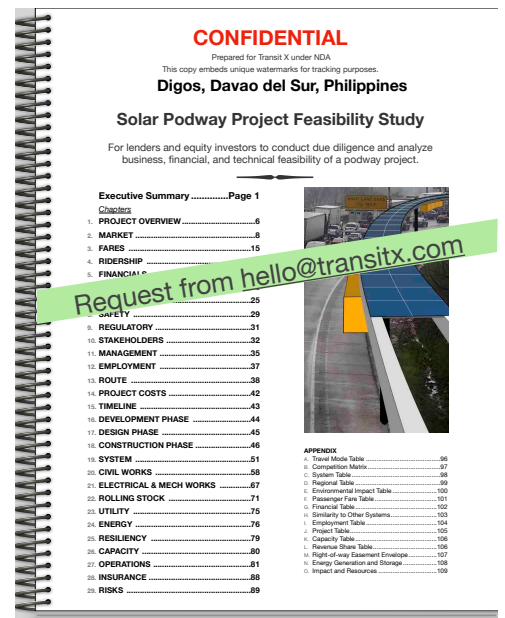 CONFIDENTIAL
Prepared for Transit X under NDA
This copy embeds unique watermarks for tracking purposes.
Digos, Davao del Sur, Philippines
Solar Podway Project Feasibility Study
For lenders and equity investors to conduct due diligence and analyze
business, financial, and technical feasibility of a podway project.
Executive Summary ..............Page 1
Chapters
1. PROJECT OVERVIEW....................................6
2. MARKET ....................................8
3. FARES ....................................15
4. RIDERSHIP
5. FINANCIALS
Request from hello@transitx.com
25
8. SAFETY ....................................29
9. REGULATORY ....................................31
10. STAKEHOLDERS ....................................32
11. MANAGEMENT ....................................35
12. EMPLOYMENT ....................................37
13. ROUTE ....................................38
14. PROJECT COSTS ....................................42
15. TIMELINE ....................................43
16. DEVELOPMENT PHASE ....................................44
17. DESIGN PHASE ....................................45
18. CONSTRUCTION PHASE ....................................46
19. SYSTEM ....................................51
20. CIVIL WORKS ....................................58
21. ELECTRICAL & MECH WORKS ...........67
22. ROLLING STOCK ....................................71
23. UTILITY ....................................75
24. ENERGY ....................................76
25. RESILIENCY ....................................79
26. CAPACITY ....................................80
27. OPERATIONS ....................................81
28. INSURANCE ....................................88
29. RISKS ....................................89
APPENDIX
A. Travel Mode Table ....................................96
B. Competition Matrix....................................97
C. System Table ....................................98
D. Regional Table ....................................99
E. Environmental Impact Table ....................100
F. Passenger Fare Table ....................................101
G. Financial Table ....................................102
H. Similarity to Other Systems....................103
I. Employment Table ....................................104
J. Project Table ....................................105
K. Capacity Table ....................................106
L. Revenue Share Table....................................106
M. Right-of-way Easement Envelope............107
N. Energy Generation and Storage..............108
O. Impact and Resources ....................................109